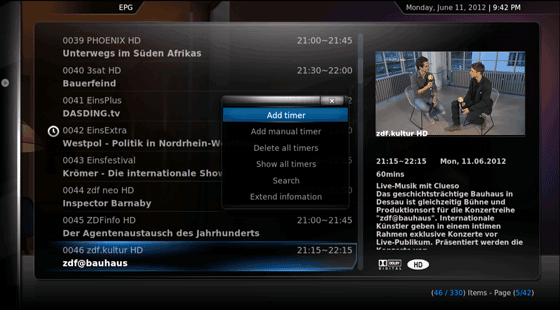 EPG
Monday, June 11, 2012 | 9:42 PM
0039 PHOENIX HD 21:00~21:45
Unterwegs im Süden Afrikas
0040 3sat HD 21:30~22:00
Bauerfeind
0041 EinsPlus
DASDING.tv
0042 EinsExtra
Westpol - Politik in Nordrhein-We
0043 Einsfestival
Krömer - Die internationale Show
0044 zdf neo HD
Inspector Barnaby
0045 ZDFinfo HD 21:00~21:45
Der Agentenaustausch des Jahrhunderts
0046 zdf.kultur HD 21:15~22:15
zdf@bauhaus
x
Add timer
Add manual timer
Delete all timers
Show all timers
Search
Extend infomation
zdf.kultur HD
21:15~22:15 Mon, 11.06.2012
60mins
Live-Musik mit Clueso
Das geschichtsträchtige Bauhaus in
Dessau ist gleichzeitig Bühne und
Produktionsort für die Konzertreihe
"zdf@bauhaus". Internationale
Künstler geben in einem intimen
Rahmen exklusive Konzerte vor
Live-Publikum. Präsentiert werden die
DOLBY
DIGITAL
HD
(46 / 330) Items - Page (5/42)